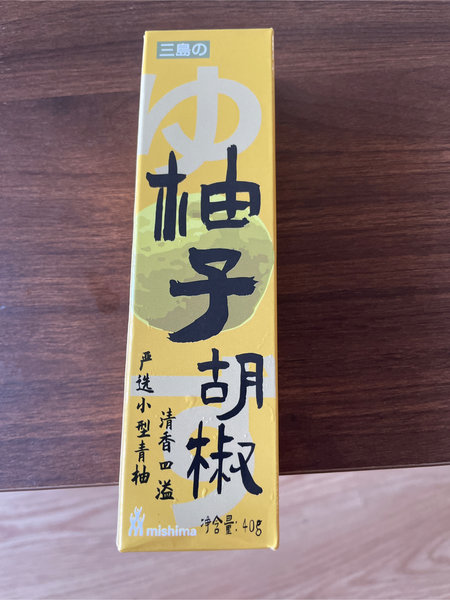 三島の
ゆ
柚子胡椒
严选小型青柚
清香四溢
mishima
净含量:40g